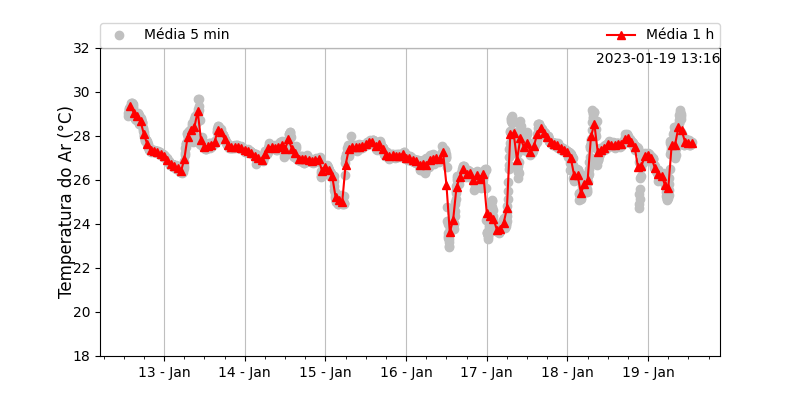 Média 5 min
Média 1 h
2023-01-19 13:16
Temperatura do Ar (°C)
32
30
28
26
24
22
20
18
13 - Jan
14 - Jan
15 - Jan
16 - Jan
17 - Jan
18 - Jan
19 - Jan